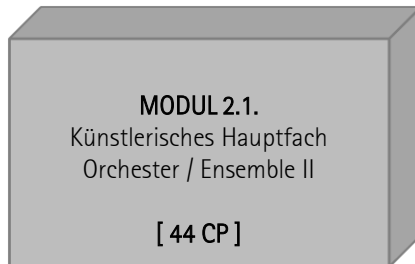 MODUL 2.1.
Künstlerisches Hauptfach
Orchester / Ensemble II
[ 44 CP ]